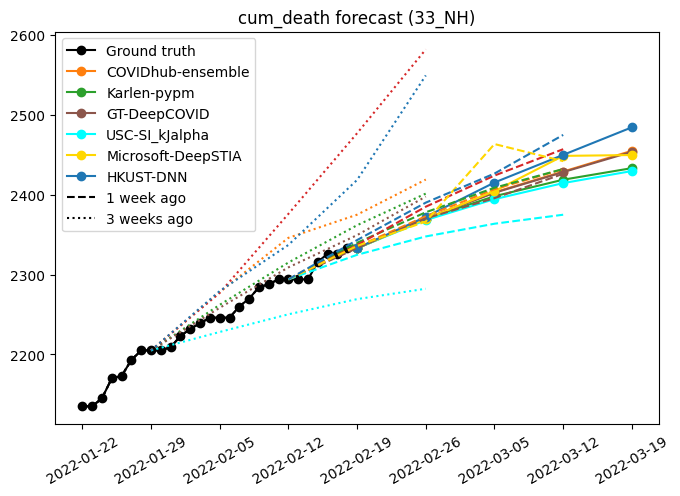 cum_death forecast (33_NH)
2600
2500
2400
2300
2200
Ground truth
COVIDhub-ensemble
Karlen-pypm
GT-DeepCOVID
USC-SI_kJalpha
Microsoft-DeepSTIA
HKUST-DNN
1 week ago
3 weeks ago
2022-01-22
2022-01-29
2022-02-05
2022-02-12
2022-02-19
2022-02-26
2022-03-05
2022-03-12
2022-03-19